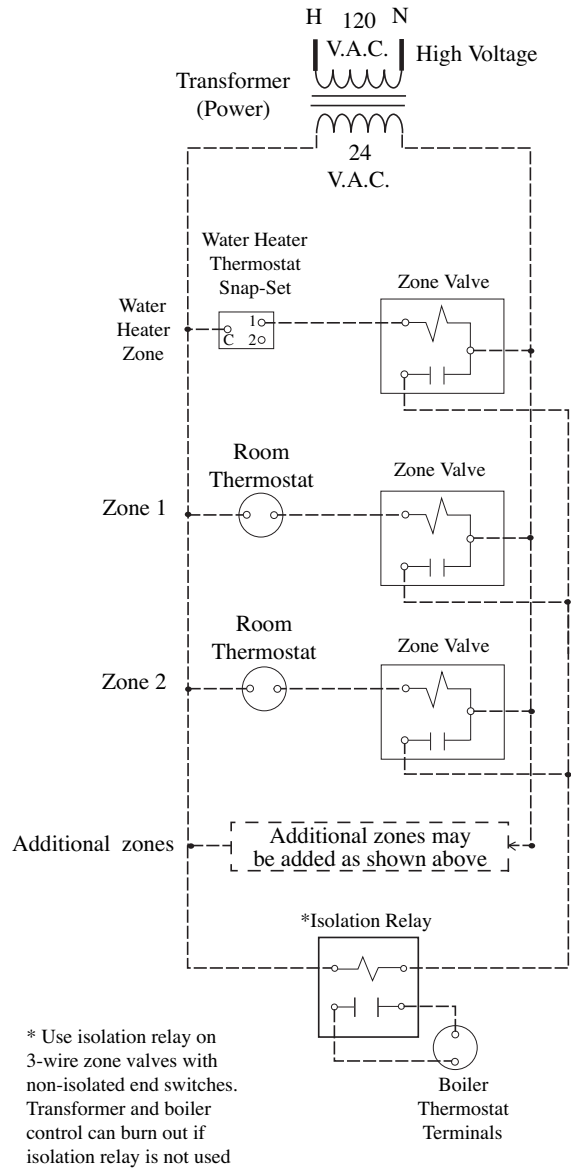 H 120 N
V.A.C.
High Voltage
Transformer
(Power)
24
V.A.C.
Water Heater
Thermostat
Snap-Set
Zone Valve
Water
Heater
Zone
1
C 2
Room
Thermostat
Zone Valve
Zone 1
Room
Thermostat
Zone Valve
Zone 2
Additional zones
Additional zones may
be added as shown above
*Isolation Relay
* Use isolation relay on
3-wire zone valves with
non-isolated end switches.
Transformer and boiler
control can burn out if
isolation relay is not used
Boiler
Thermostat
Terminals